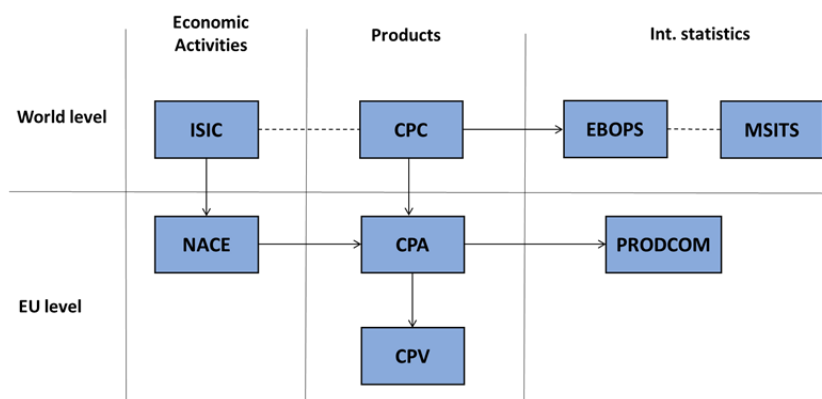 Economic
Activities
Products
Int. statistics
World level
ISIC
CPC
EBOPS
MSITS
NACE
CPA
PRODCOM
EU level
CPV